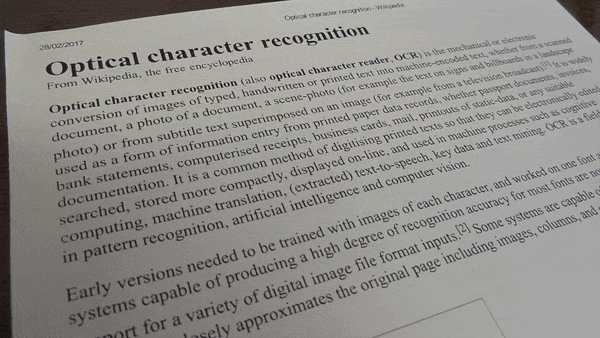 28/02/2017
Optical character recognition - Wikipedia
Optical character recognition
From Wikipedia, the free encyclopedia
Optical character recognition (also optical character reader, OCR) is the mechanical or electronic
conversion of images of typed, handwritten or printed text into machine-encoded text, whether from a scanned
document, a photo of a document, a scene-photo (for example the text on signs and billboards in a landscape
photo) or from subtitle text superimposed on an image (for example from a television broadcast).[1] It is widely
used as a form of information entry from printed paper data records, whether passport documents, invoices,
bank statements, computerised receipts, business cards, mail, printouts of static-data, or any suitable
documentation. It is a common method of digitising printed texts so that they can be electronically edited,
searched, stored more compactly, displayed on-line, and used in machine processes such as cognitive
computing, machine translation, (extracted) text-to-speech, key data and text mining. OCR is a field
in pattern recognition, artificial intelligence and computer vision.
Early versions needed to be trained with images of each character, and worked on one font
systems capable of producing a high degree of recognition accuracy for most fonts are
port for a variety of digital image file format inputs.[2] Some systems are capable
losely approximates the original page including images, columns, and